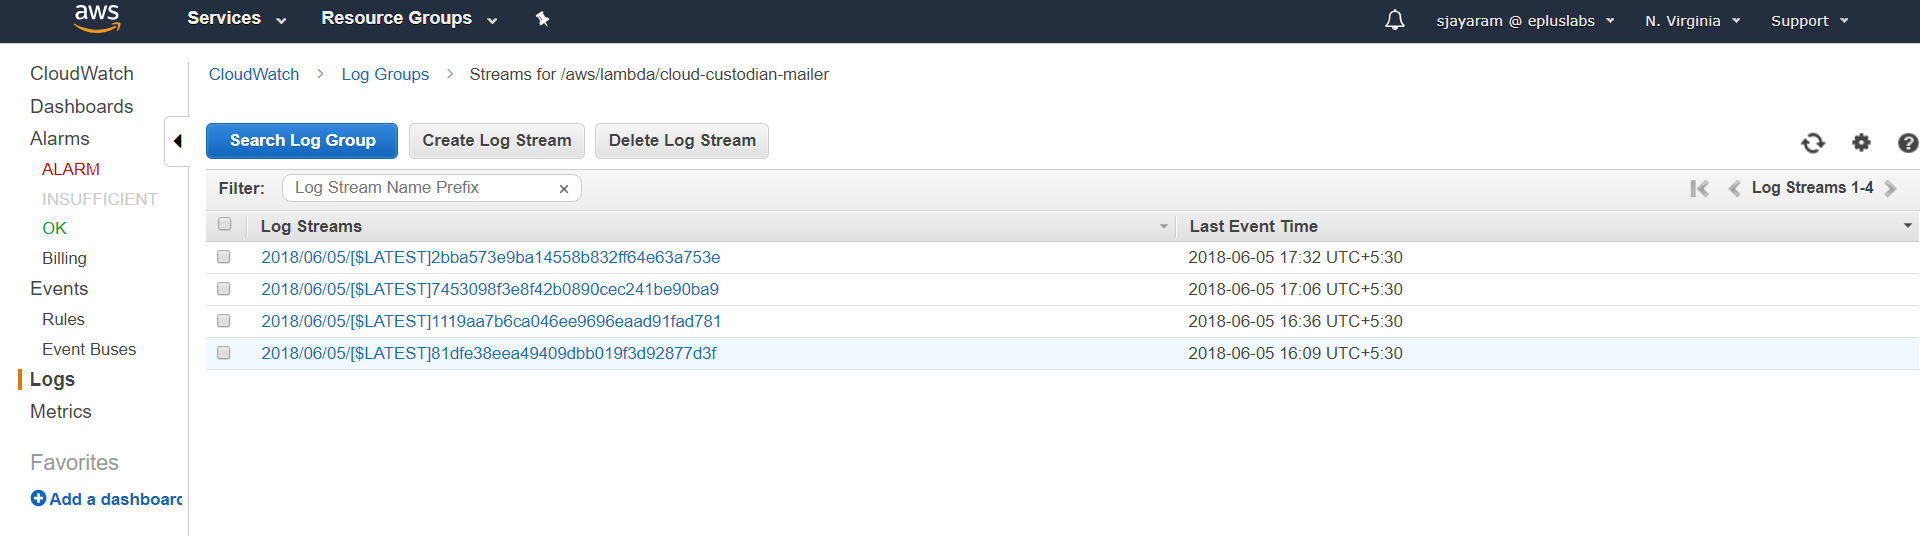 aws
Services
Resource Groups
sjayaram @ epluslabs
N. Virginia
Support
CloudWatch
Dashboards
Alarms
ALARM
INSUFFICIENT
OK
Billing
Events
Rules
Event Buses
Logs
Metrics
Favorites
Add a dashboard
CloudWatch > Log Groups > Streams for /aws/lambda/cloud-custodian-mailer
Search Log Group
Create Log Stream
Delete Log Stream
Filter: Log Stream Name Prefix ×
Log Streams 1-4
Log Streams Last Event Time
2018/06/05/[$LATEST]2bba573e9ba14558b832ff64e63a753e 2018-06-05 17:32 UTC+5:30
2018/06/05/[$LATEST]7453098f3e8f42b0890cec241be90ba9 2018-06-05 17:06 UTC+5:30
2018/06/05/[$LATEST]1119aa7b6ca046ee9696eaad91fad781 2018-06-05 16:36 UTC+5:30
2018/06/05/[$LATEST]81dfe38eea49409dbb019f3d92877d3f 2018-06-05 16:09 UTC+5:30